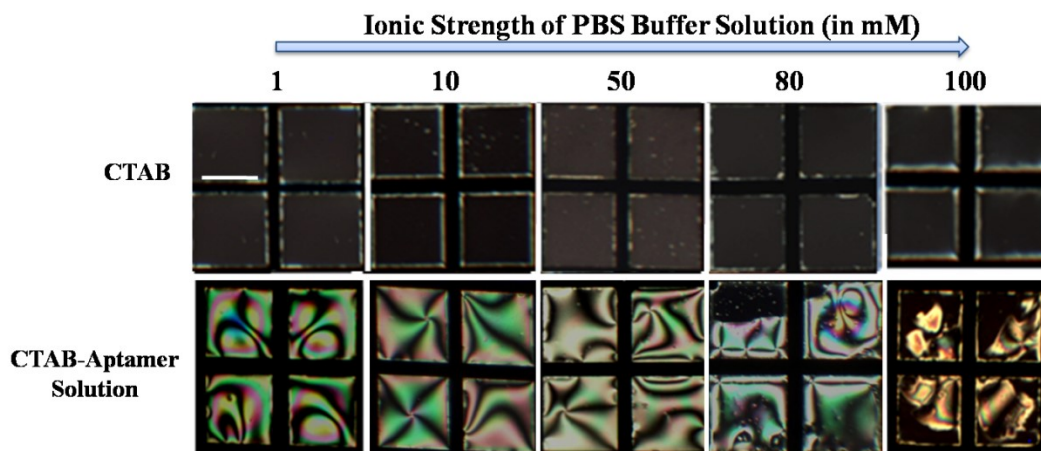 Ionic Strength of PBS Buffer Solution (in mM)
1 10 50 80 100
CTAB
CTAB-Aptamer
Solution